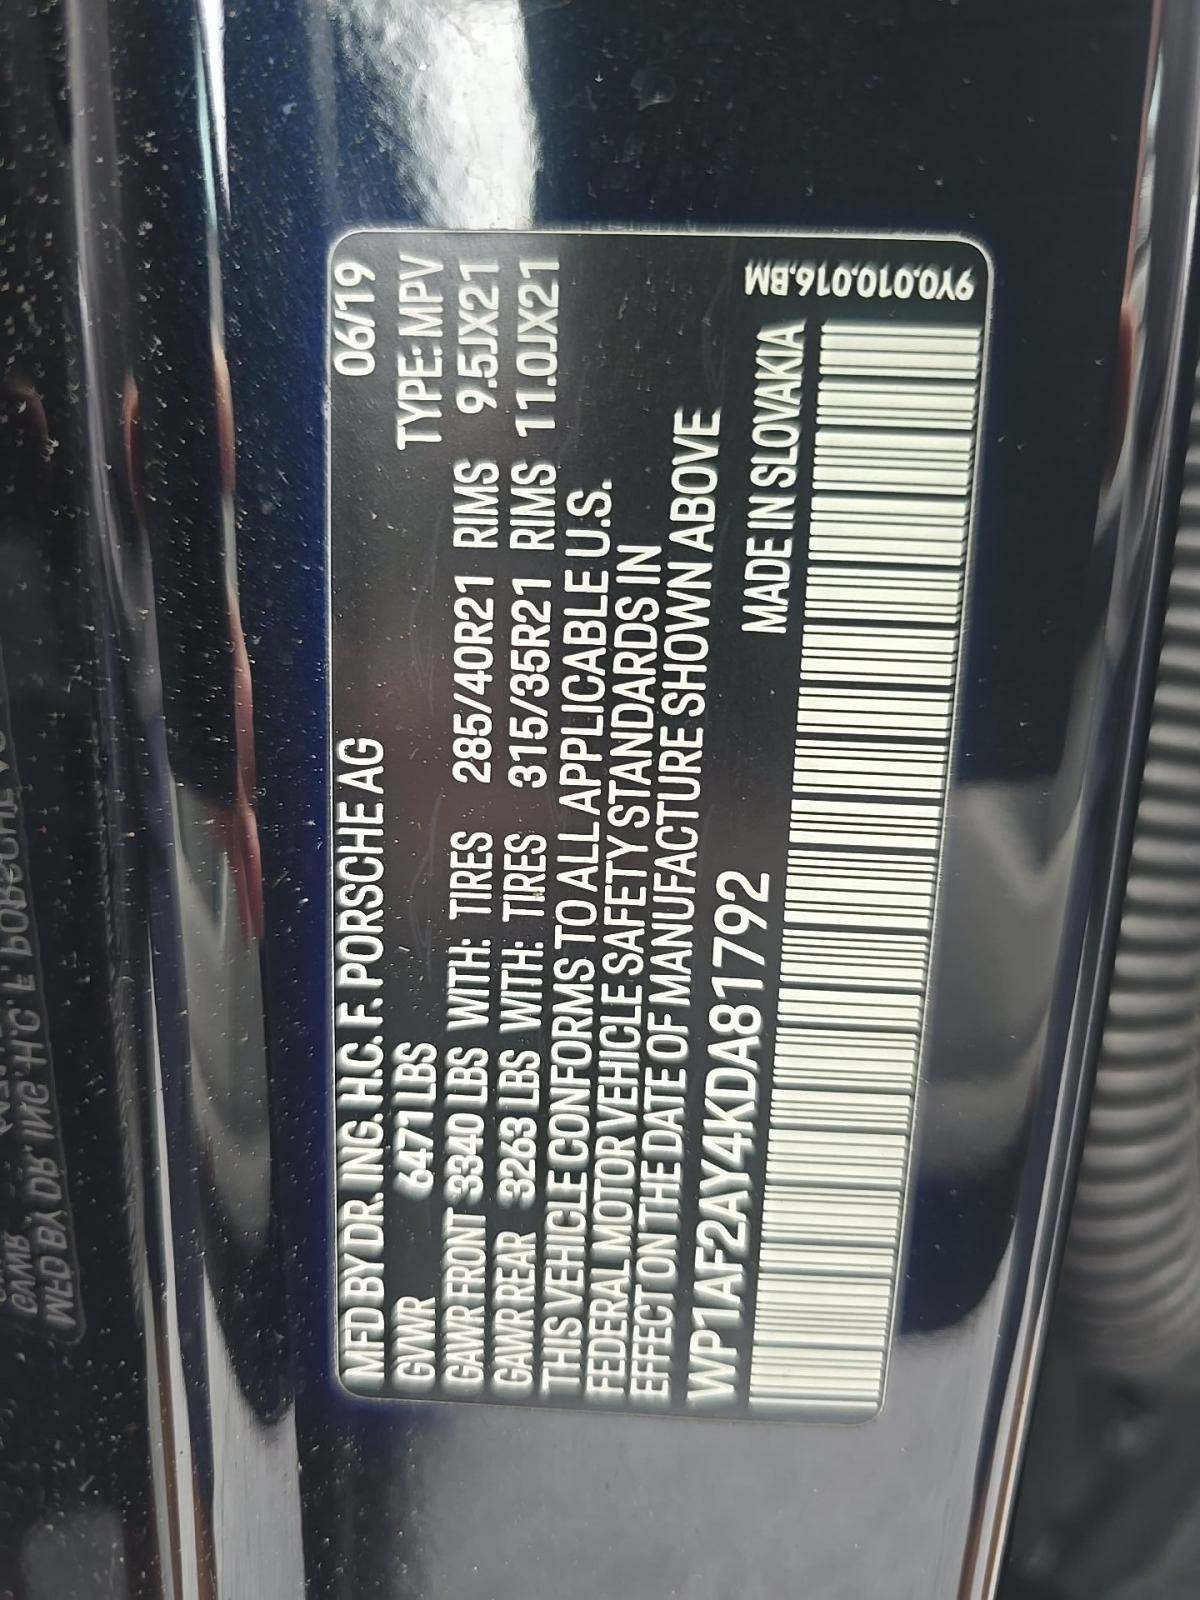 MFD BY DR. ING. H.C. F. PORSCHE AG 06/19
GVWR 6471 LBS TYPE: MPV
GAWR FRONT 3340 LBS WITH: TIRES 285/40R21 RIMS 9.5JX21
GAWR REAR 3263 LBS WITH: TIRES 315/35R21 RIMS 11.0JX21
THIS VEHICLE CONFORMS TO ALL APPLICABLE U.S.
FEDERAL MOTOR VEHICLE SAFETY STANDARDS IN
EFFECT ON THE DATE OF MANUFACTURE SHOWN ABOVE
WP1AF2AY4KDA81792
MADE IN SLOVAKIA
9Y0.010.016.BM